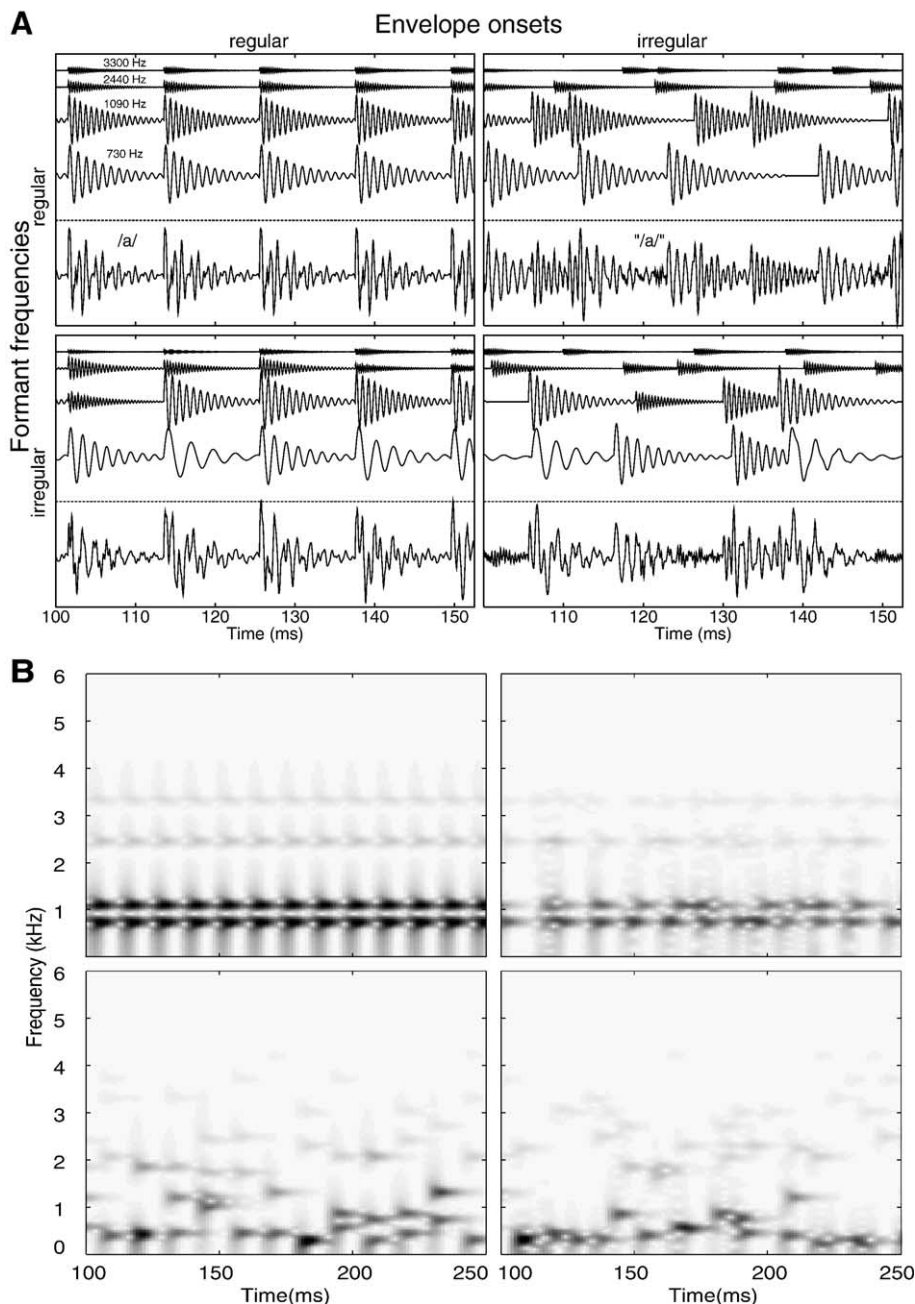 A
Envelope onsets
regular
irregular
Formant frequencies
regular
irregular
3300 Hz
2440 Hz
1090 Hz
730 Hz
/a/
"/a/"
100 110 120 130 140 150
110 120 130 140 150
Time (ms)
Time (ms)
B
Frequency (kHz)
6
5
4
3
2
1
6
5
4
3
2
1
0
100 150 200 250
100 150 200 250
Time(ms)
Time(ms)